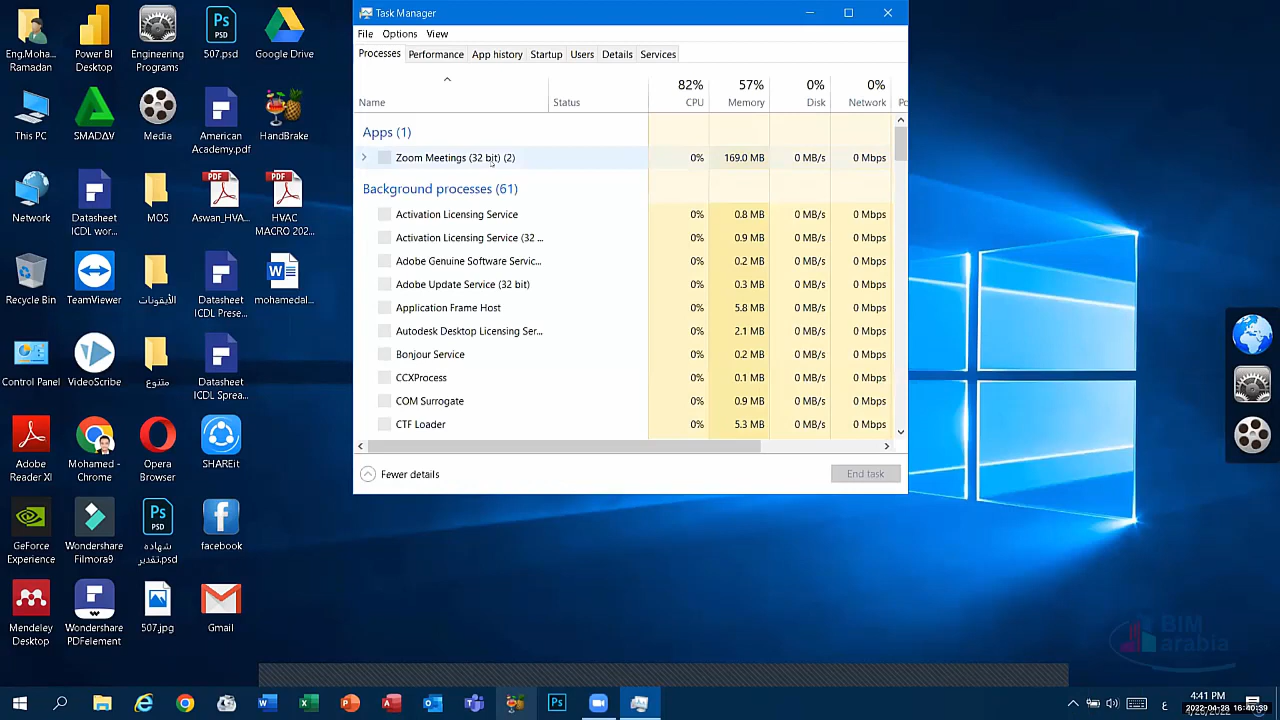 Eng.Moha...
Ramadan
Power BI
Desktop
Engineering
Programs
507.psd
Google Drive
This PC
SMADAV
Media
American
Academy.pdf
HandBrake
Network
Datasheet
ICDL wor...
MOS
Aswan_HVA...
HVAC
MACRO 202...
Recycle Bin
TeamViewer
الأيقونات
Datasheet
ICDL Prese...
mohamedal...
Control Panel
VideoScribe
متنوع
Datasheet
ICDL Sprea...
Adobe
Reader XI
Mohamed -
Chrome
Opera
Browser
SHAREit
GeForce
Experience
Wondershare
Filmora9
شهاده
تقدير.psd
facebook
Mendeley
Desktop
Wondershare
PDFelement
507.jpg
Gmail
Task Manager
File Options View
Processes Performance App history Startup Users Details Services
82% 57% 0% 0%
Name Status CPU Memory Disk Network Po
Apps (1)
Zoom Meetings (32 bit) (2) 0% 169.0 MB 0 MB/s 0 Mbps
Background processes (61)
Activation Licensing Service 0% 0.8 MB 0 MB/s 0 Mbps
Activation Licensing Service (32 ... 0% 0.9 MB 0 MB/s 0 Mbps
Adobe Genuine Software Servic... 0% 0.2 MB 0 MB/s 0 Mbps
Adobe Update Service (32 bit) 0% 0.3 MB 0 MB/s 0 Mbps
Application Frame Host 0% 5.8 MB 0 MB/s 0 Mbps
Autodesk Desktop Licensing Ser... 0% 2.1 MB 0 MB/s 0 Mbps
Bonjour Service 0% 0.2 MB 0 MB/s 0 Mbps
CCXProcess 0% 0.1 MB 0 MB/s 0 Mbps
COM Surrogate 0% 0.9 MB 0 MB/s 0 Mbps
CTF Loader 0% 5.3 MB 0 MB/s 0 Mbps
Fewer details End task
BIM
arabia
ع
4:41 PM
2022-04-28 16:40:39